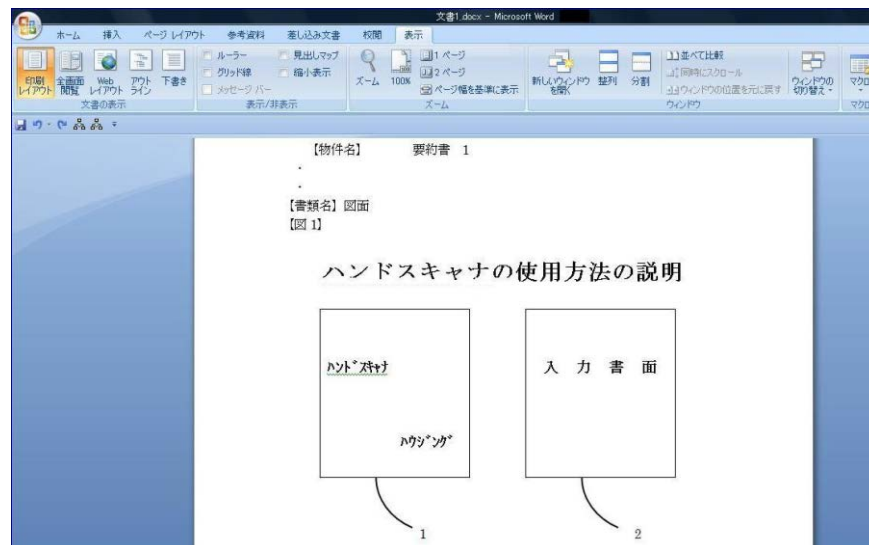 文書1.docx - Microsoft Word
ホーム 挿入 ページ レイアウト 参考資料 差し込み文書 校閲 表示
印刷レイアウト 全画面閲覧 Web レイアウト アウトライン 下書き
文書の表示
ルーラー
グリッド線
メッセージ バー
見出しマップ
縮小表示
表示/非表示
ズーム 100%
1 ページ
2 ページ
ページ幅を基準に表示
ズーム
新しいウィンドウを開く 整列 分割
並べて比較
同時にスクロール
ウィンドウの位置を元に戻す
ウィンドウの切り替え
ウィンドウ
マクロ
【物件名】 要約書 1
・
・
【書類名】図面
【図 1】
ハンドスキャナの使用方法の説明
ハンドスキャナ
入 力 書 面
ハウジング
1
2